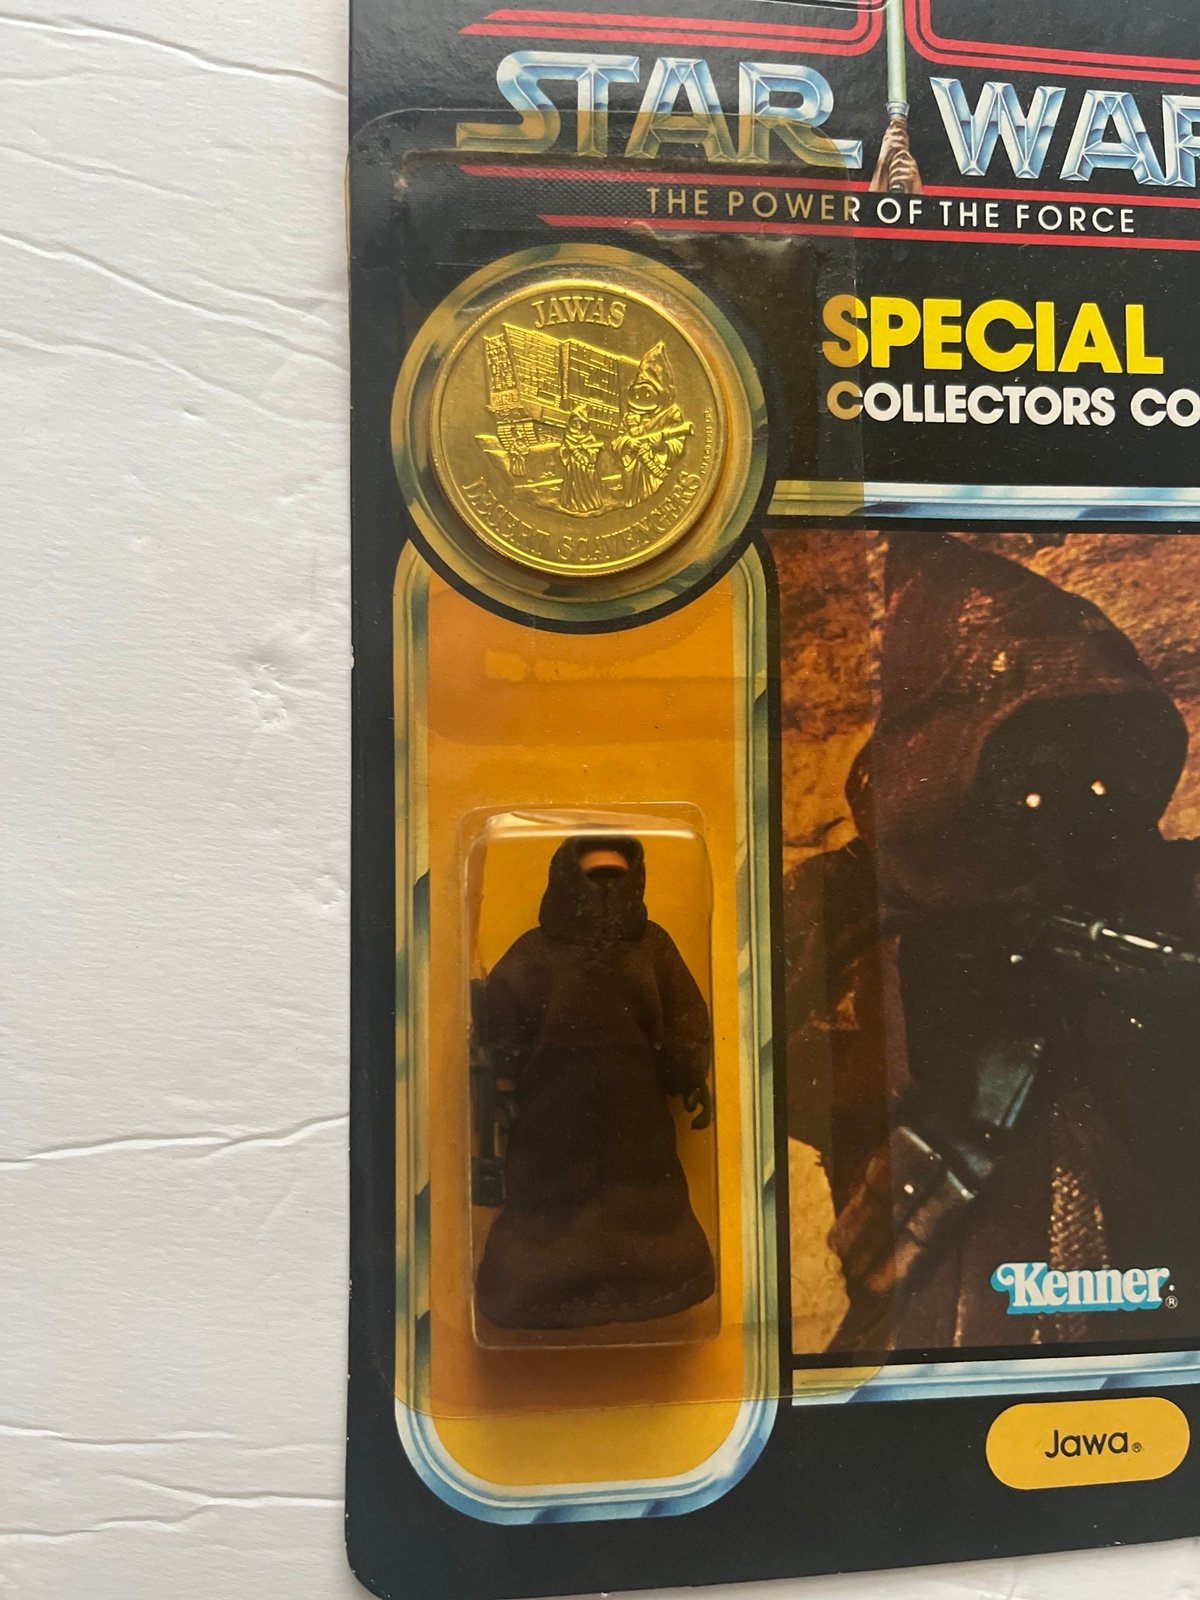 STAR WAR
THE POWER OF THE FORCE
JAWAS
DESERT SCAVENGERS
SPECIAL
COLLECTORS CO
Kenner®
Jawa®